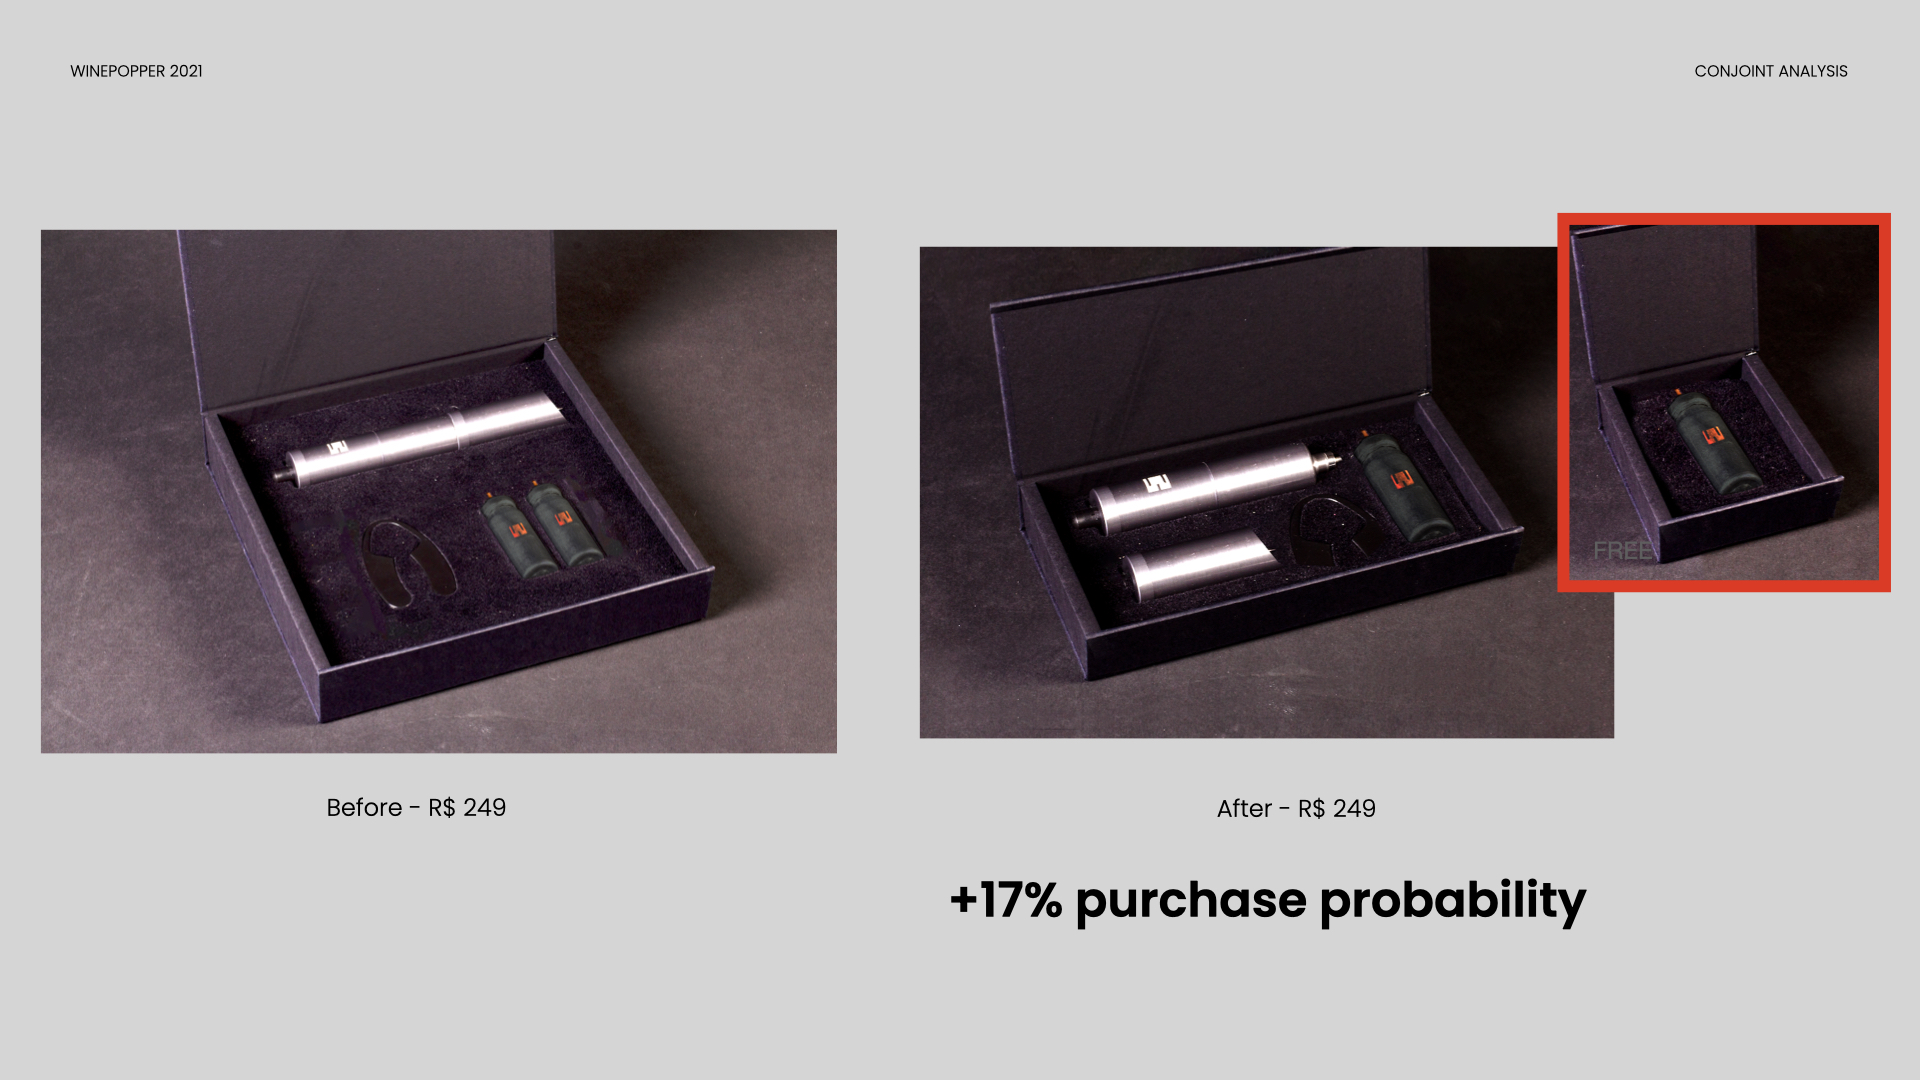 WINEPOPPER 2021
CONJOINT ANALYSIS
FREE
Before - R$ 249
After - R$ 249
+17% purchase probability